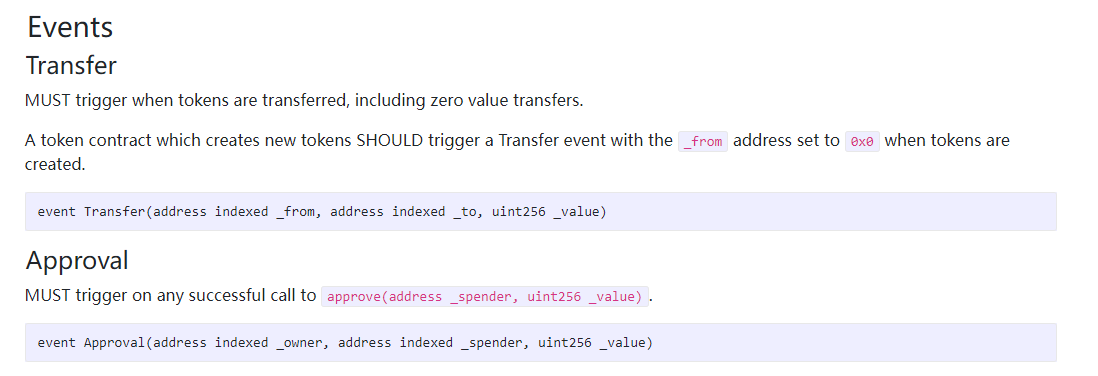 Events
Transfer
MUST trigger when tokens are transferred, including zero value transfers.
A token contract which creates new tokens SHOULD trigger a Transfer event with the _from address set to 0x0 when tokens are
created.
event Transfer(address indexed _from, address indexed _to, uint256 _value)
Approval
MUST trigger on any successful call to approve(address _spender, uint256 _value).
event Approval(address indexed _owner, address indexed _spender, uint256 _value)